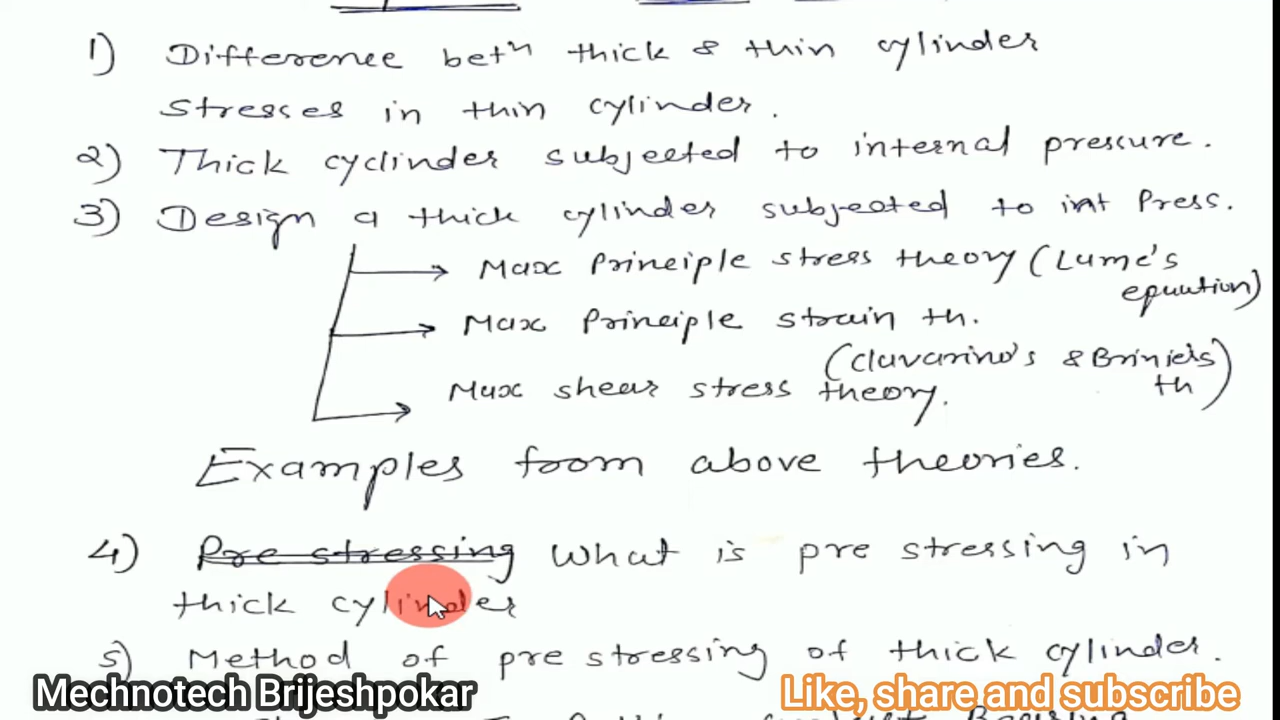 1) Difference betn thick & thin cylinder
stresses in thin cylinder.
2) Thick cyclinder subjected to internal pressure.
3) Design a thick cylinder subjected to int Press.
Max Principle stress theory (Lame's
equation)
Max Principle strain th.
(Clavarino's & Brinie's
th)
Max shear stress theory.
Examples from above theories.
4) Pre stressing What is pre stressing in
thick cylinder
5) Method of pre stressing of thick cylinder.
Mechnotech Brijeshpokar
Like, share and subscribe